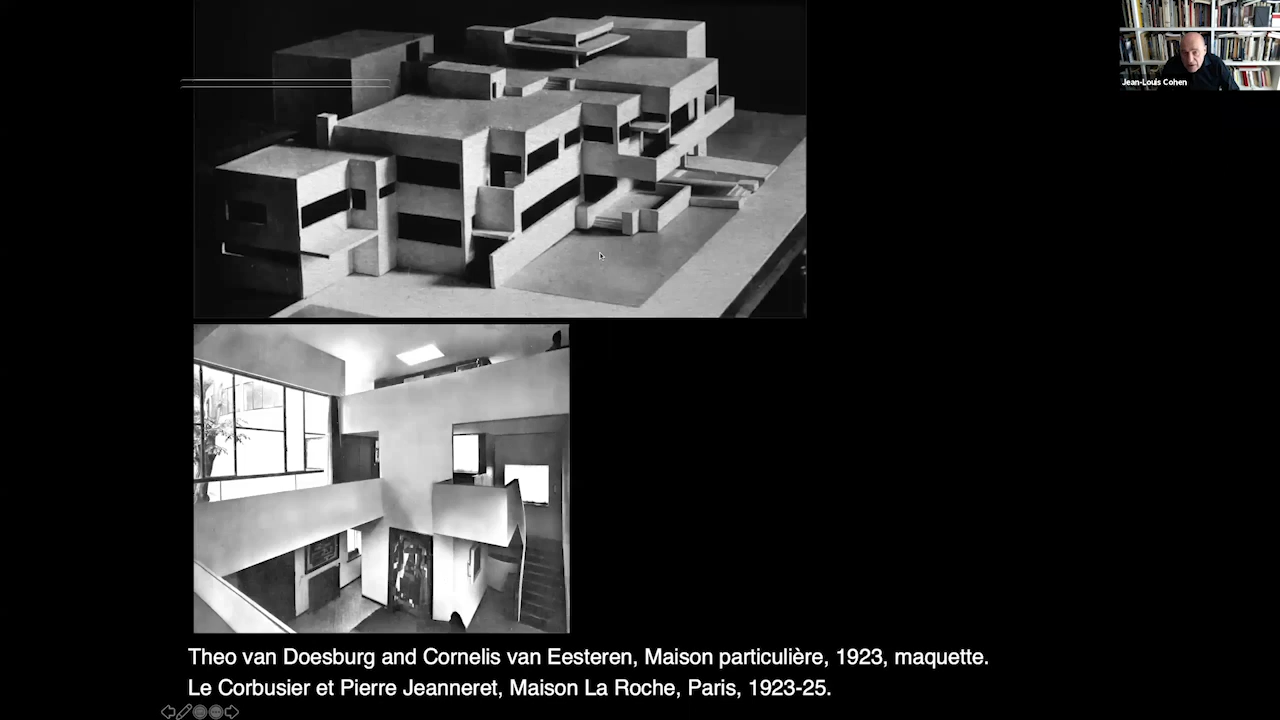 Jean-Louis Cohen
Theo van Doesburg and Cornelis van Eesteren, Maison particulière, 1923, maquette.
Le Corbusier et Pierre Jeanneret, Maison La Roche, Paris, 1923-25.